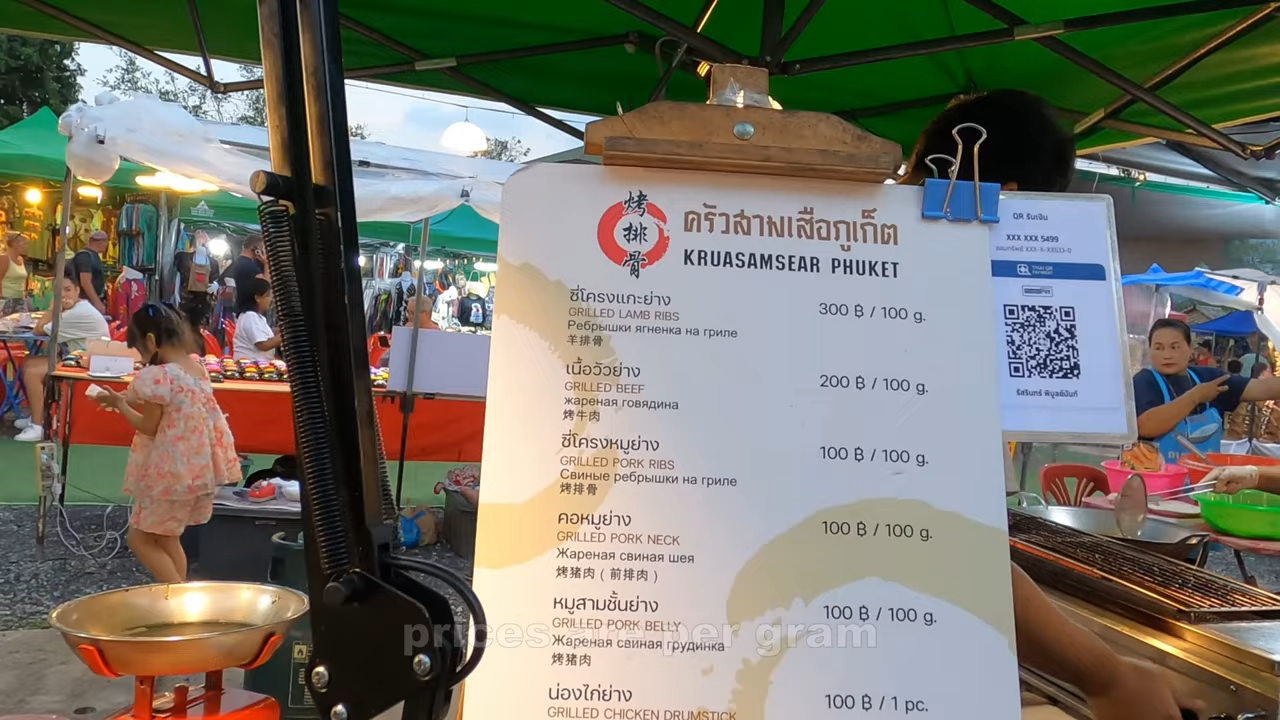 烤
排
骨
ครัวสามเสือภูเก็ต
KRUASAMSEAR PHUKET
ซี่โครงแกะย่าง
GRILLED LAMB RIBS
Ребрышки ягненка на гриле
羊排骨
300 ฿ / 100 g.
เนื้อวัวย่าง
GRILLED BEEF
жареная говядина
烤牛肉
200 ฿ / 100 g.
ซี่โครงหมูย่าง
GRILLED PORK RIBS
Свиные ребрышки на гриле
烤排骨
100 ฿ / 100 g.
คอหมูย่าง
GRILLED PORK NECK
Жареная свиная шея
烤猪肉 ( 前排肉 )
100 ฿ / 100 g.
หมูสามชั้นย่าง
GRILLED PORK BELLY
Жареная свиная грудинка
烤猪肉
100 ฿ / 100 g.
น่องไก่ย่าง
GRILLED CHICKEN DRUMSTICK
100 ฿ / 1 pc.
prices are per gram
QR รับเงิน
XXX XXX 5499
THAI QR
PAYMENT